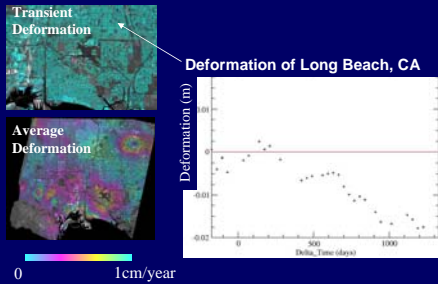 Transient
Deformation
Deformation of Long Beach, CA
Average
Deformation
Deformation (m)
0.01
0
-0.01
-0.02
0
500
1000
Delta_Time (days)
0
1cm/year